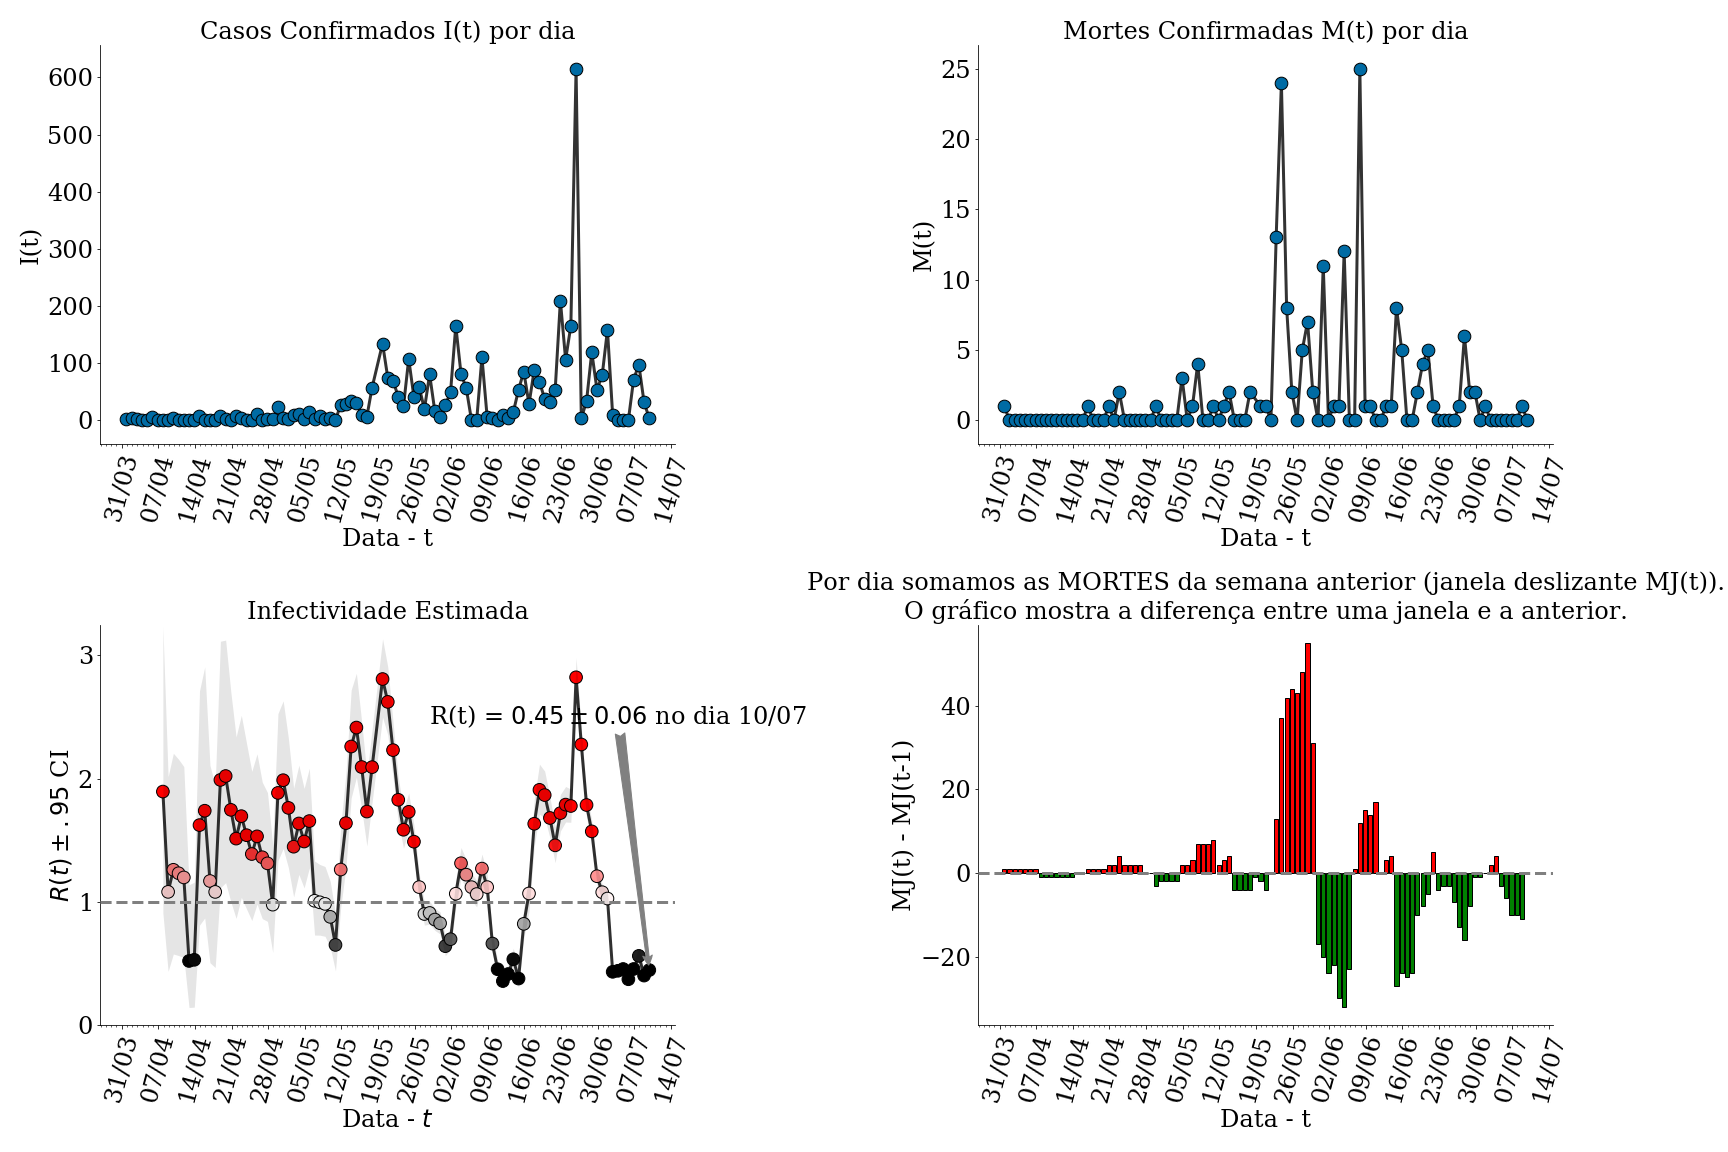 Casos Confirmados I(t) por dia
I(t)
600
500
400
300
200
100
0
31/03 07/04 14/04 21/04 28/04 05/05 12/05 19/05 26/05 02/06 09/06 16/06 23/06 30/06 07/07 14/07
Data - t
Mortes Confirmadas M(t) por dia
M(t)
25
20
15
10
5
0
31/03 07/04 14/04 21/04 28/04 05/05 12/05 19/05 26/05 02/06 09/06 16/06 23/06 30/06 07/07 14/07
Data - t
Infectividade Estimada
R(t) ± .95 CI
3
2
1
0
R(t) = 0.45 ± 0.06 no dia 10/07
31/03 07/04 14/04 21/04 28/04 05/05 12/05 19/05 26/05 02/06 09/06 16/06 23/06 30/06 07/07 14/07
Data - t
Por dia somamos as MORTES da semana anterior (janela deslizante MJ(t)).
O gráfico mostra a diferença entre uma janela e a anterior.
MJ(t) - MJ(t-1)
40
20
0
−20
31/03 07/04 14/04 21/04 28/04 05/05 12/05 19/05 26/05 02/06 09/06 16/06 23/06 30/06 07/07 14/07
Data - t